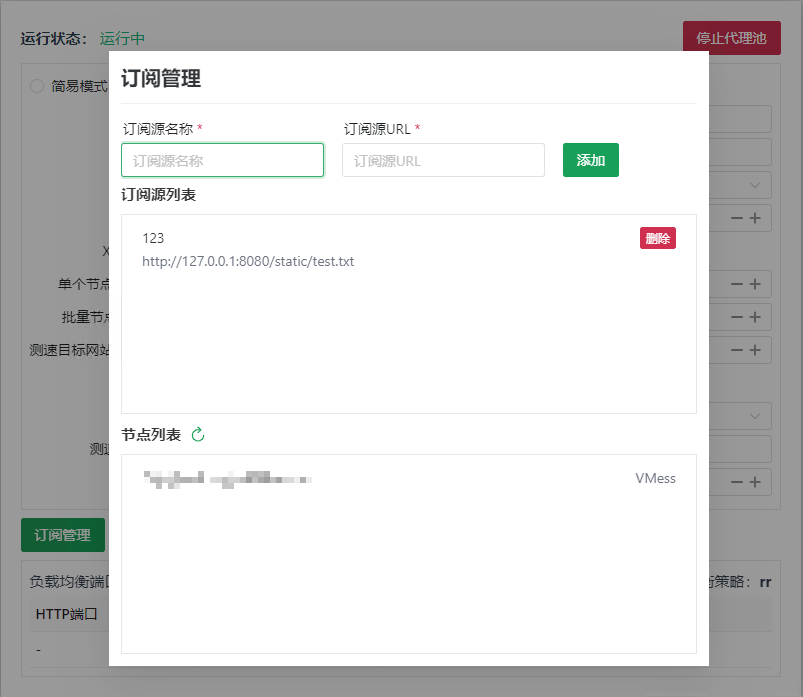 运行状态： 运行中
停止代理池
简易模式
订阅管理
订阅源名称 *
订阅源URL *
订阅源名称
订阅源URL
添加
订阅源列表
123
删除
http://127.0.0.1:8080/static/test.txt
X
单个节点
批量节点
测速目标网站
节点列表
VMess
订阅管理
负载均衡端口
衡策略： rr
HTTP端口
-